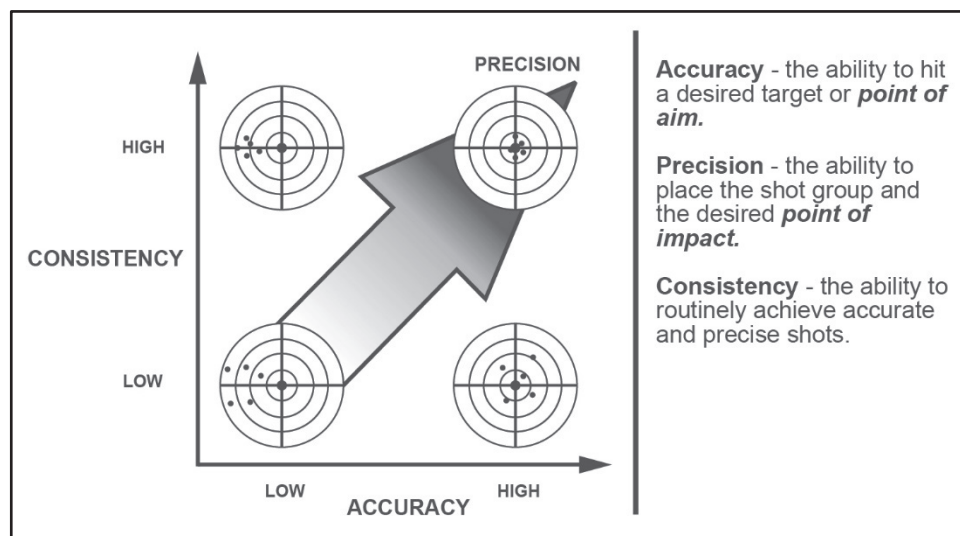 PRECISION
HIGH
CONSISTENCY
LOW
LOW
HIGH
ACCURACY
Accuracy - the ability to hit
a desired target or point of
aim.
Precision - the ability to
place the shot group and
the desired point of
impact.
Consistency - the ability to
routinely achieve accurate
and precise shots.